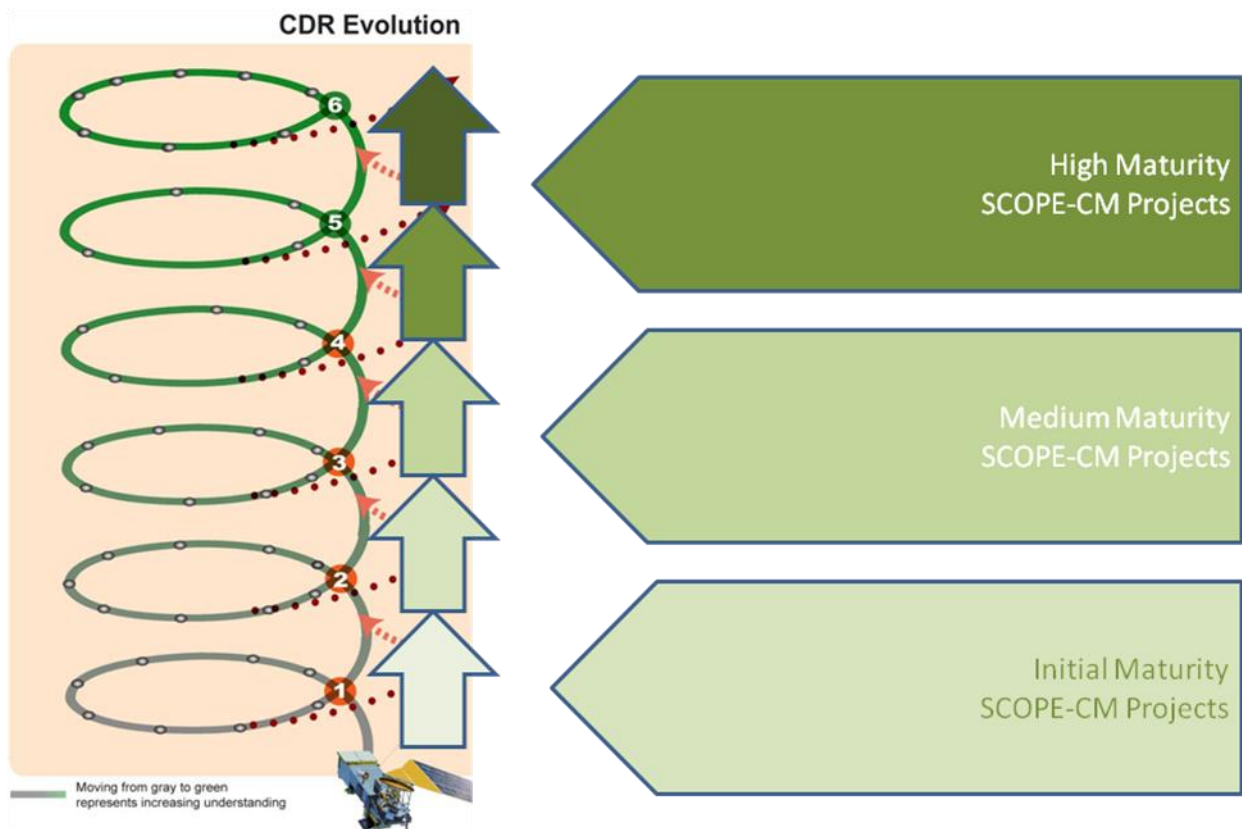 CDR Evolution
6
5
4
3
2
1
Moving from gray to green
represents increasing understanding
High Maturity
SCOPE-CM Projects
Medium Maturity
SCOPE-CM Projects
Initial Maturity
SCOPE-CM Projects